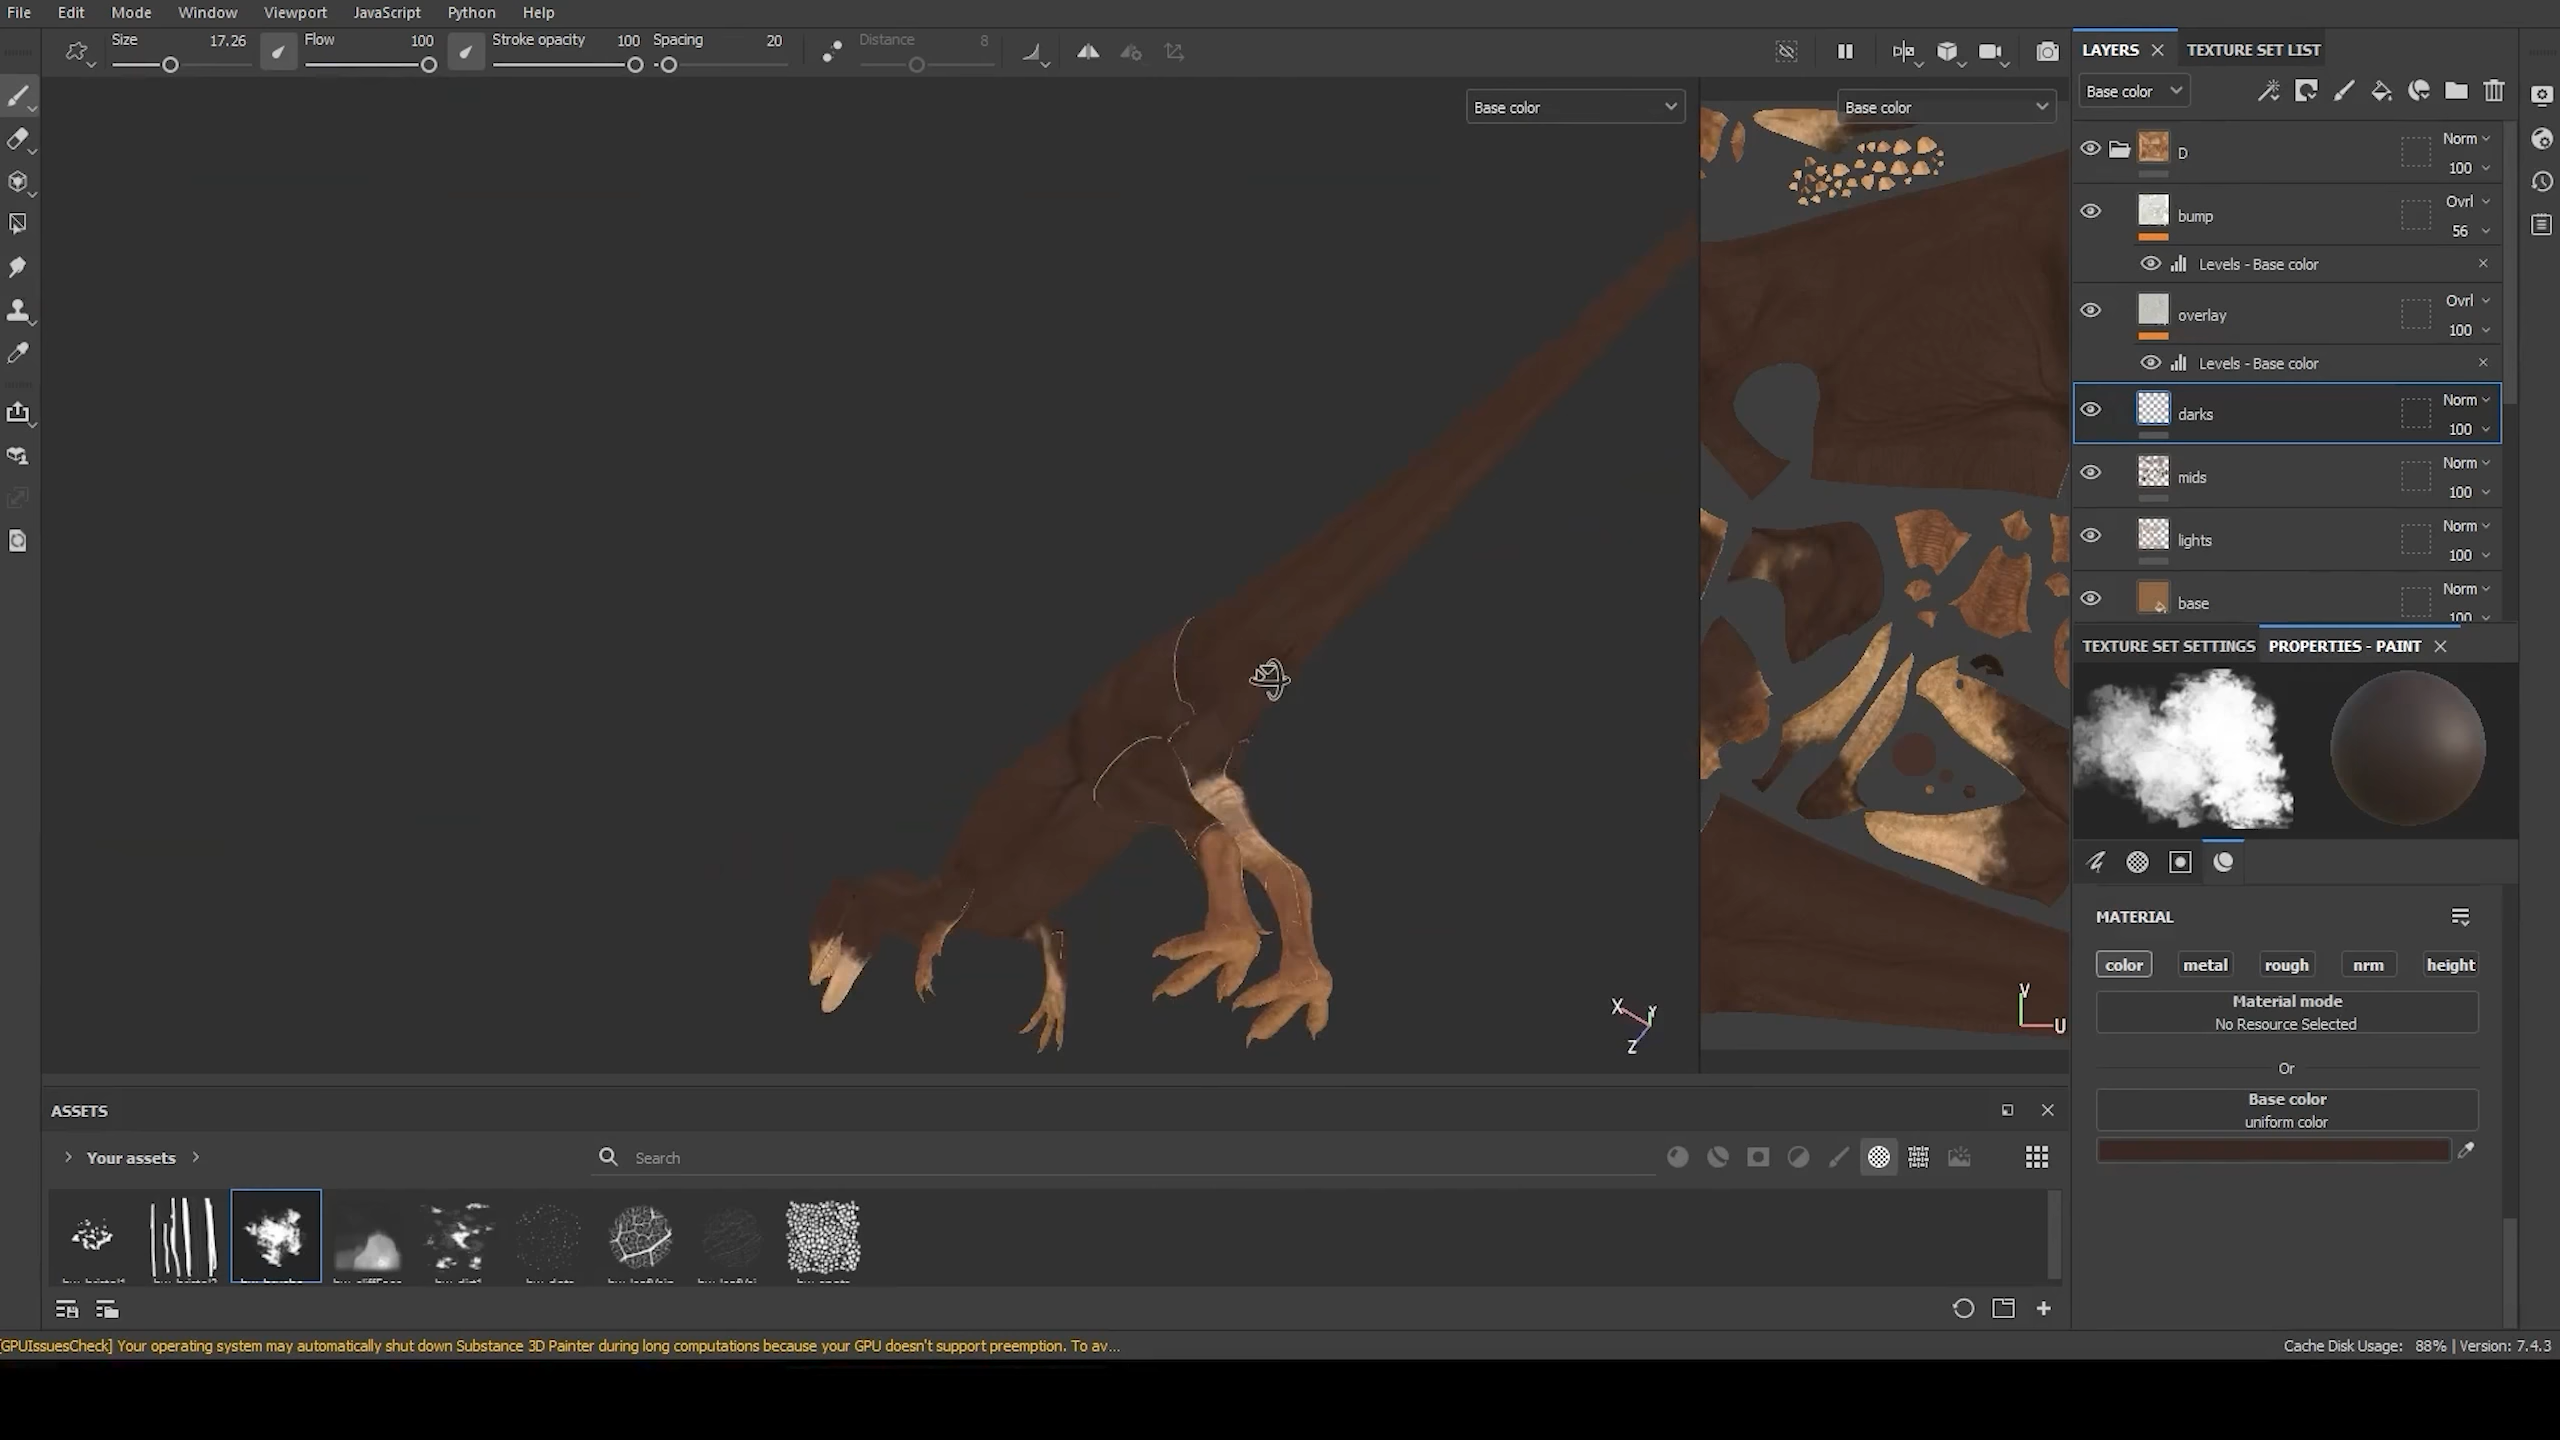 File Edit Mode Window Viewport JavaScript Python Help
Size 17.26 Flow 100 Stroke opacity 100 Spacing 20 Distance 8
LAYERS TEXTURE SET LIST
Base color
Base color
Base color
D Norm 100
bump Ovrl 56
Levels - Base color
overlay Ovrl 100
Levels - Base color
darks Norm 100
mids Norm 100
lights Norm 100
base Norm 100
TEXTURE SET SETTINGS PROPERTIES - PAINT
MATERIAL
color metal rough nrm height
Material mode
No Resource Selected
Or
Base color
uniform color
X Y Z
V U
ASSETS
Your assets
Search
[GPUIssuesCheck] Your operating system may automatically shut down Substance 3D Painter during long computations because your GPU doesn't support preemption. To av...
Cache Disk Usage: 88% | Version: 7.4.3